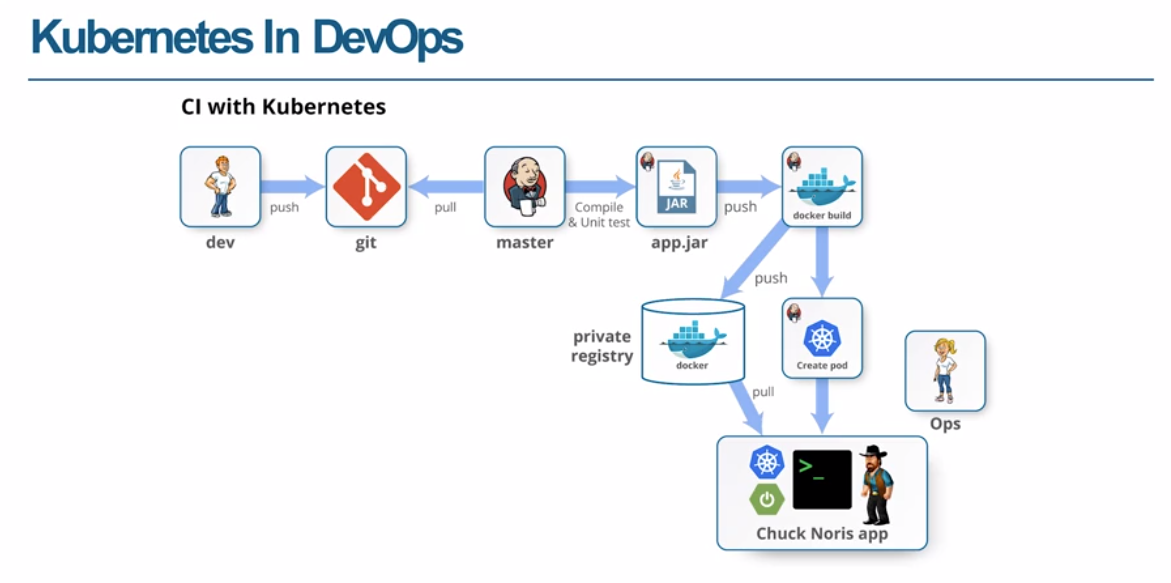 Kubernetes In DevOps
CI with Kubernetes
push
pull
Compile
& Unit test
JAR
push
docker build
dev
git
master
app.jar
push
private
registry
docker
Create pod
pull
Ops
>_
Chuck Noris app